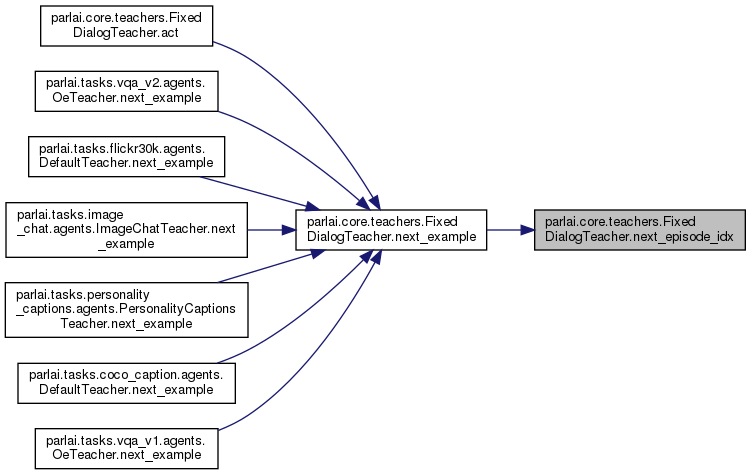 parlai.core.teachers.Fixed
DialogTeacher.act
parlai.tasks.vqa_v2.agents.
OeTeacher.next_example
parlai.tasks.flickr30k.agents.
DefaultTeacher.next_example
parlai.tasks.image
_chat.agents.ImageChatTeacher.next
_example
parlai.tasks.personality
_captions.agents.PersonalityCaptions
Teacher.next_example
parlai.tasks.coco_caption.agents.
DefaultTeacher.next_example
parlai.tasks.vqa_v1.agents.
OeTeacher.next_example
parlai.core.teachers.Fixed
DialogTeacher.next_example
parlai.core.teachers.Fixed
DialogTeacher.next_episode_idx